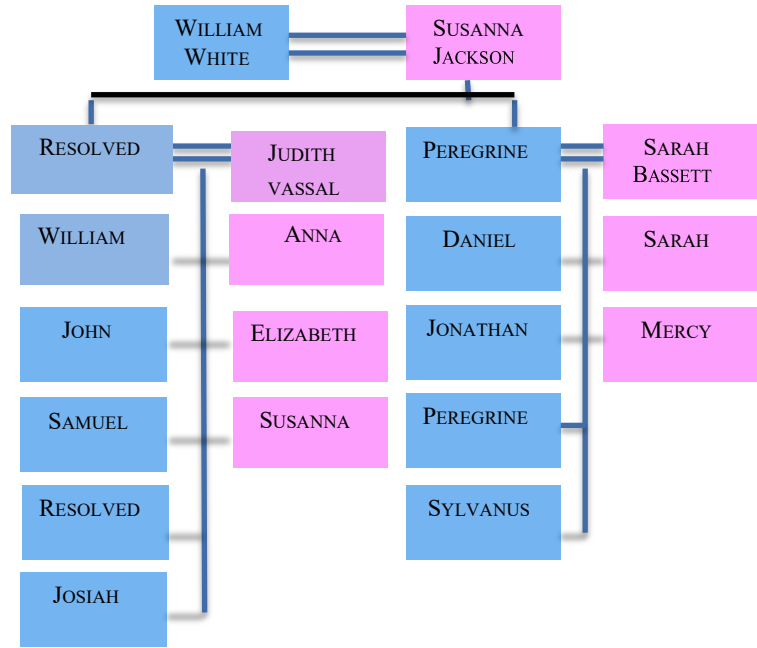 WILLIAM
WHITE
SUSANNA
JACKSON
RESOLVED
JUDITH
VASSAL
PEREGRINE
SARAH
BASSETT
WILLIAM
ANNA
DANIEL
SARAH
JOHN
ELIZABETH
JONATHAN
MERCY
SAMUEL
SUSANNA
PEREGRINE
RESOLVED
SYLVANUS
JOSIAH